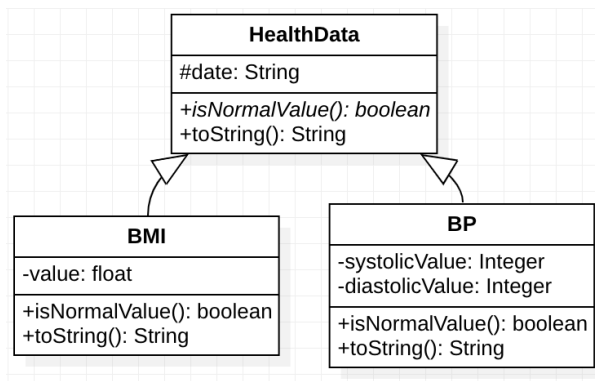 HealthData
#date: String
+isNormalValue(): boolean
+toString(): String
BMI
-value: float
+isNormalValue(): boolean
+toString(): String
BP
-systolicValue: Integer
-diastolicValue: Integer
+isNormalValue(): boolean
+toString(): String